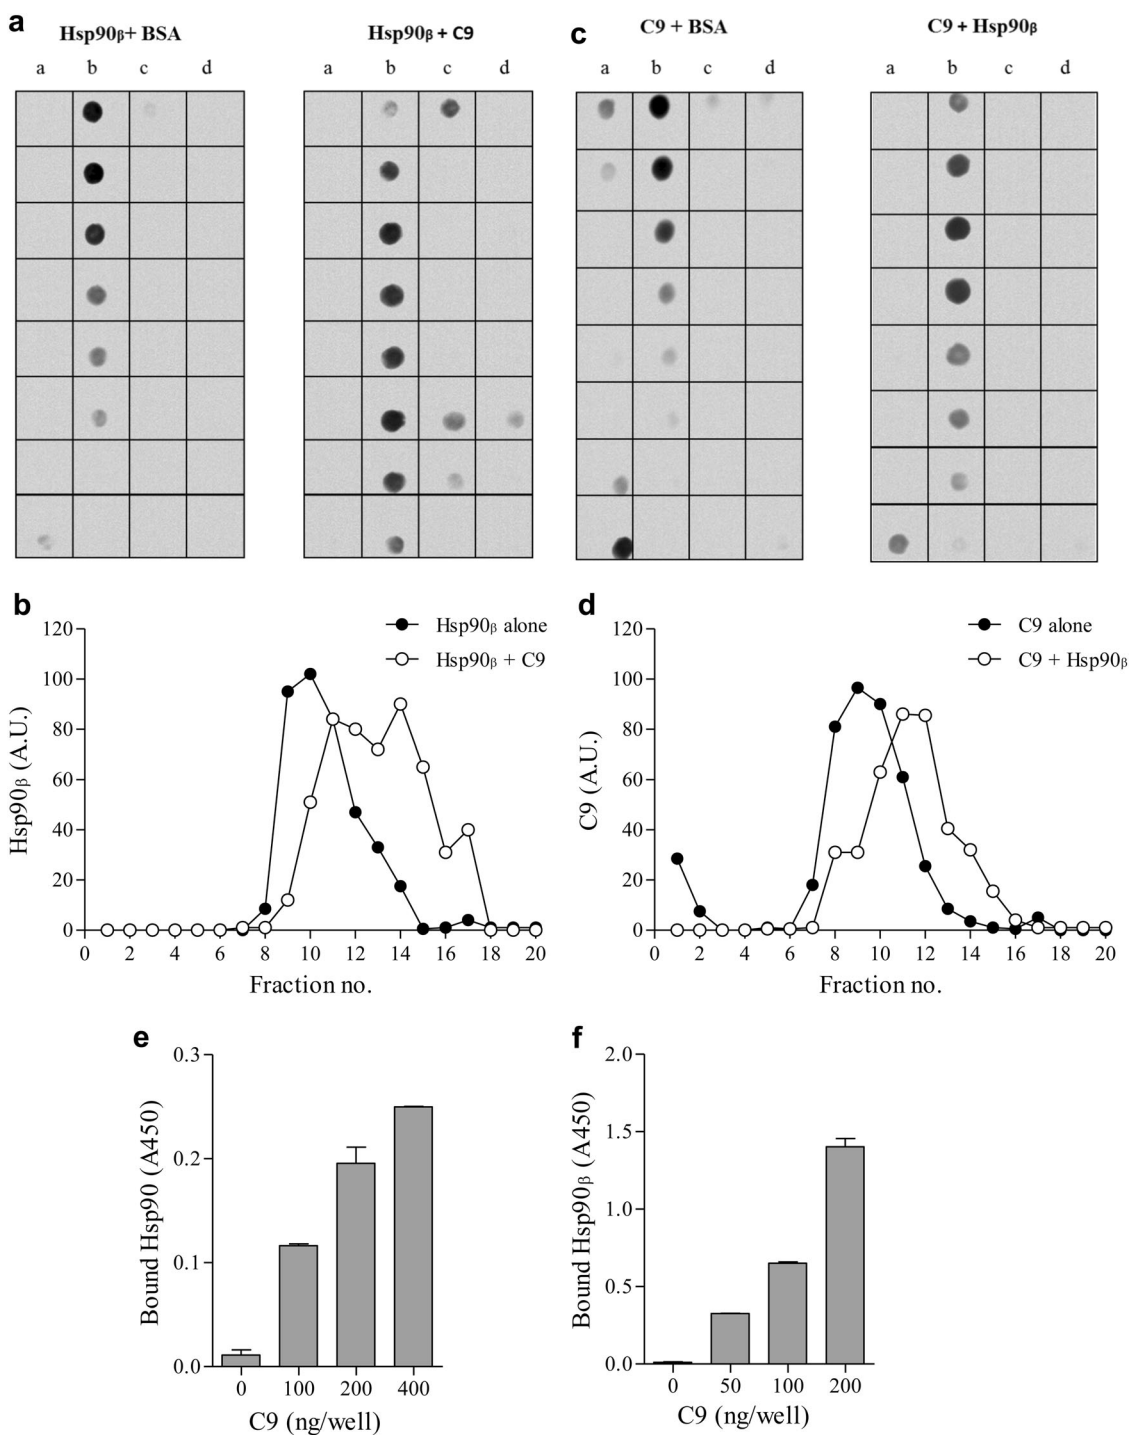 a
Hsp90β+ BSA
Hsp90β + C9
a b c d
a b c d
c
C9 + BSA
C9 + Hsp90β
a b c d
a b c d
b
120
100
80
60
40
20
0
Hsp90β (A.U.)
Hsp90β alone
Hsp90β + C9
0 2 4 6 8 10 12 14 16 18 20
Fraction no.
d
120
100
80
60
40
20
0
C9 (A.U.)
C9 alone
C9 + Hsp90β
0 2 4 6 8 10 12 14 16 18 20
Fraction no.
e
0.3
0.2
0.1
0.0
Bound Hsp90 (A450)
0 100 200 400
C9 (ng/well)
f
2.0
1.5
1.0
0.5
0.0
Bound Hsp90β (A450)
0 50 100 200
C9 (ng/well)